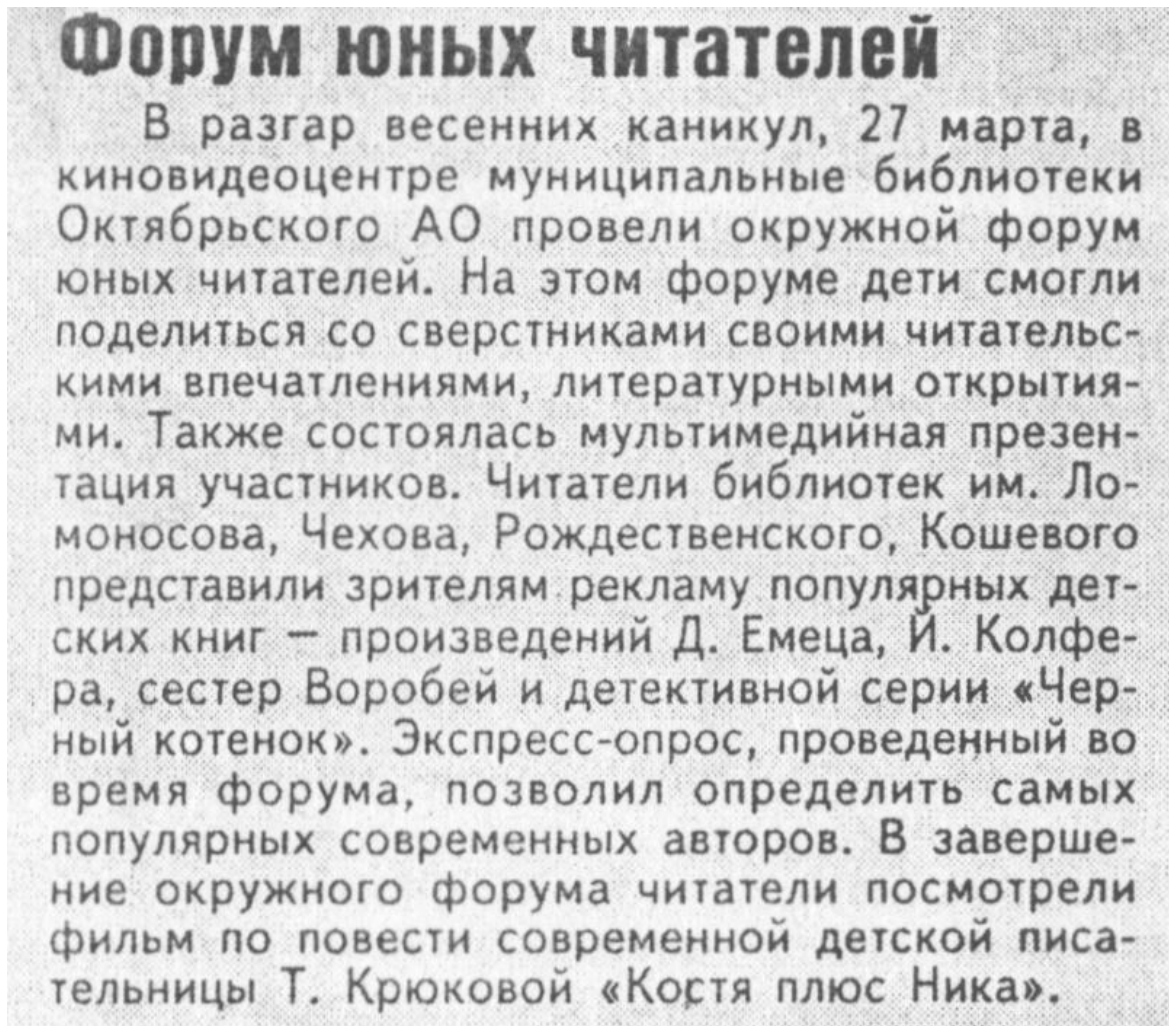 Форум юных читателей
В разгар весенних каникул, 27 марта, в
киновидеоцентре муниципальные библиотеки
Октябрьского АО провели окружной форум
юных читателей. На этом форуме дети смогли
поделиться со сверстниками своими читательс-
кими впечатлениями, литературными открытия-
ми. Также состоялась мультимедийная презен-
тация участников. Читатели библиотек им. Ло-
моносова, Чехова, Рождественского, Кошевого
представили зрителям рекламу популярных дет-
ских книг — произведений Д. Емеца, Й. Колфе-
ра, сестер Воробей и детективной серии «Чер-
ный котенок». Экспресс-опрос, проведенный во
время форума, позволил определить самых
популярных современных авторов. В заверше-
ние окружного форума читатели посмотрели
фильм по повести современной детской писа-
тельницы Т. Крюковой «Костя плюс Ника».